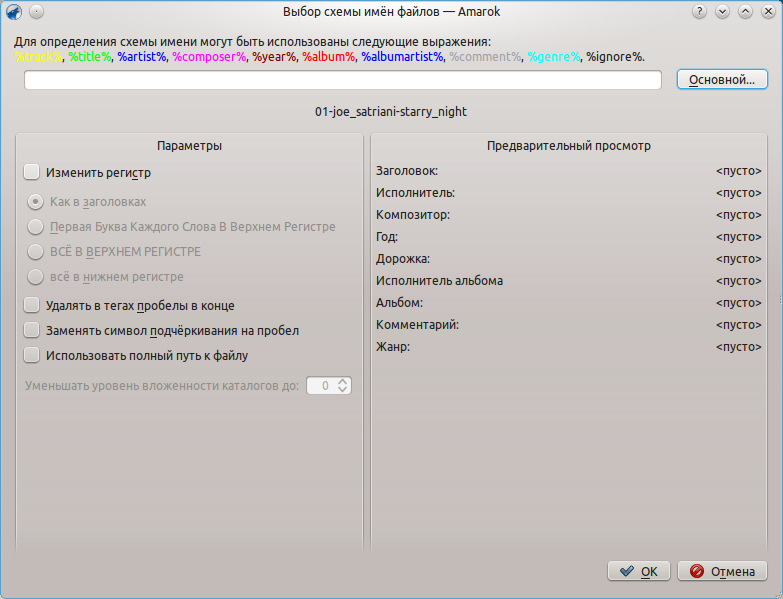 Выбор схемы имён файлов — Amarok
Для определения схемы имени могут быть использованы следующие выражения:
%track%, %title%, %artist%, %composer%, %year%, %album%, %albumartist%, %comment%, %genre%, %ignore%.
Основной...
01-joe_satriani-starry_night
Параметры
Изменить регистр
Как в заголовках
Первая Буква Каждого Слова В Верхнем Регистре
ВСЁ В ВЕРХНЕМ РЕГИСТРЕ
всё в нижнем регистре
Удалять в тегах пробелы в конце
Заменять символ подчёркивания на пробел
Использовать полный путь к файлу
Уменьшать уровень вложенности каталогов до: 0
Предварительный просмотр
Заголовок: <пусто>
Исполнитель: <пусто>
Композитор: <пусто>
Год: <пусто>
Дорожка: <пусто>
Исполнитель альбома <пусто>
Альбом: <пусто>
Комментарий: <пусто>
Жанр: <пусто>
OK
Отмена